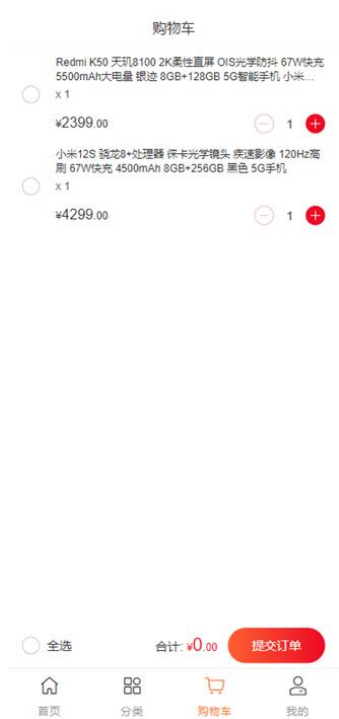 购物车
Redmi K50 天玑8100 2K柔性直屏 OIS光学防抖 67W快充
5500mAh大电量 银迹 8GB+128GB 5G智能手机 小米...
x 1
¥2399.00
1
小米12S 骁龙8+处理器 徕卡光学镜头 疾速影像 120Hz高
刷 67W快充 4500mAh 8GB+256GB 黑色 5G手机
x 1
¥4299.00
1
全选 合计: ¥0.00 提交订单
首页 分类 购物车 我的